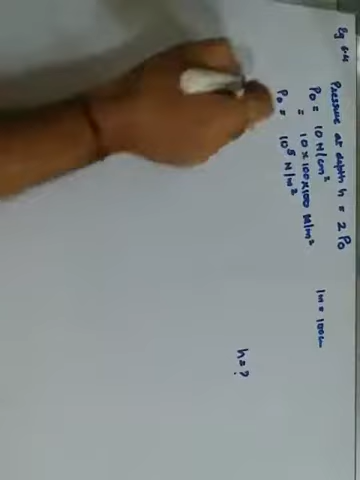 Eg 6.4
Pressure at depth h = 2 P0
P0 = 10 N/cm²
= 10 × 100 × 100 N/m²
P0 = 10⁵ N/m²
1m = 100cm
h = ?